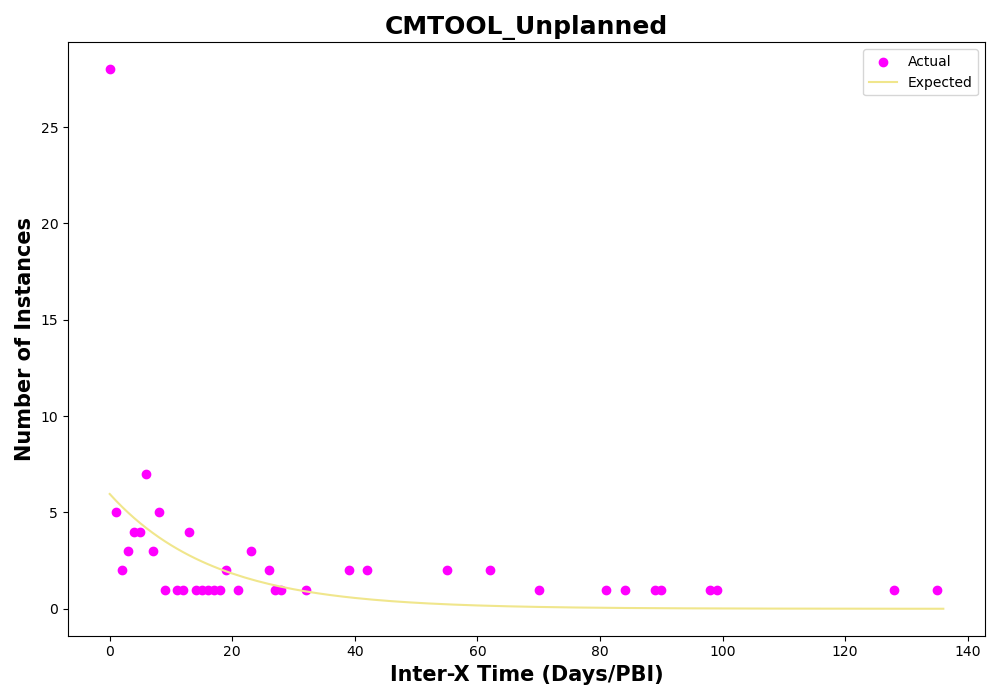 CMTOOL_Unplanned
Actual
Expected
Number of Instances
25
20
15
10
5
0
0 20 40 60 80 100 120 140
Inter-X Time (Days/PBI)